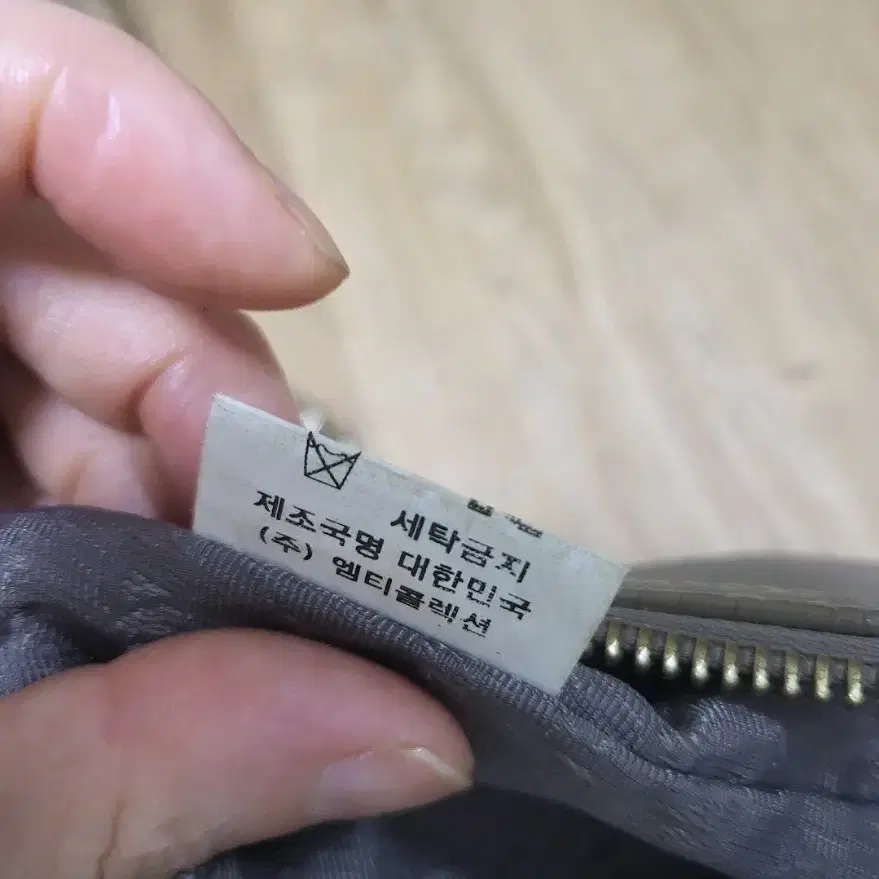 세탁금지
제조국명 대한민국
(주) 엠티콜렉션